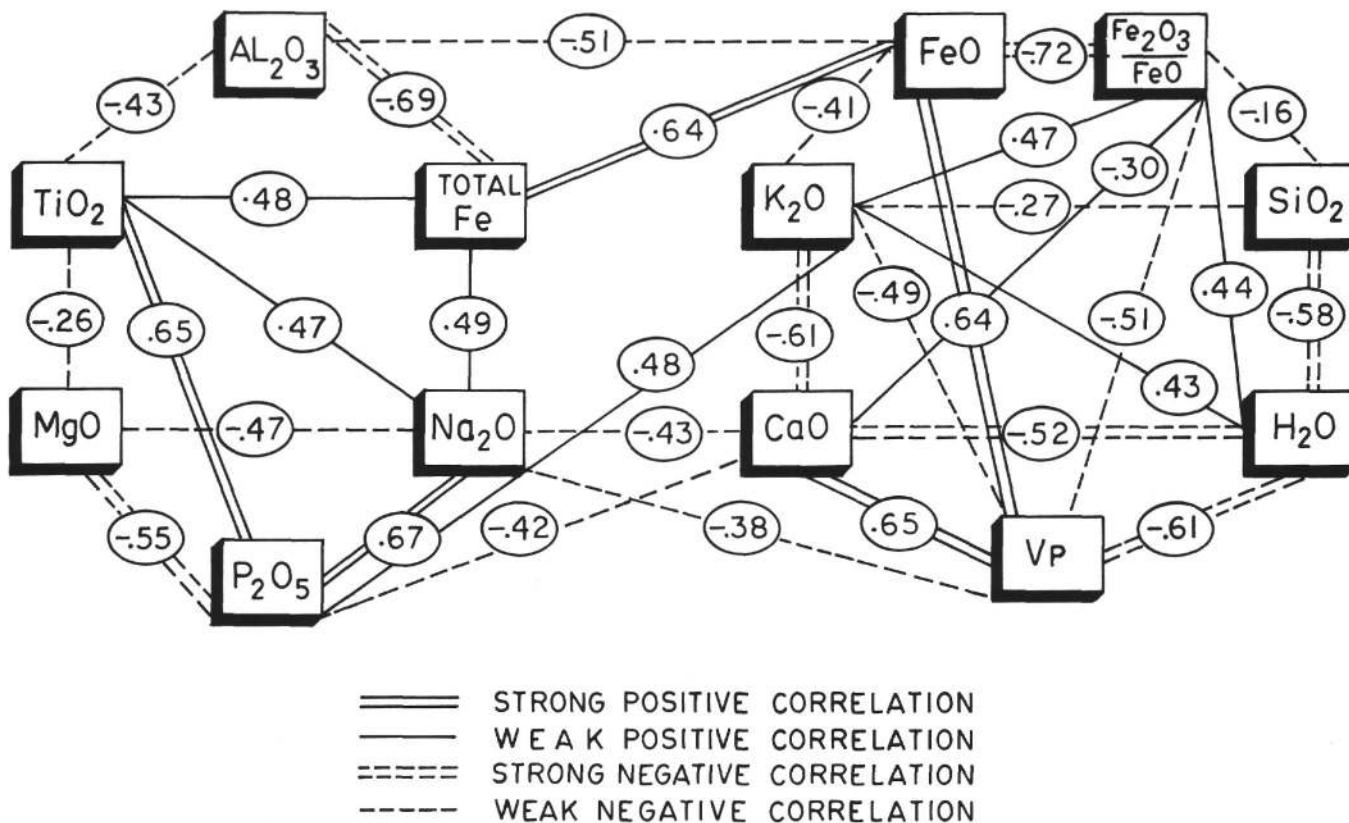 AL₂O₃
-.51
FeO
-.72
Fe₂O₃
FeO
-.43
-.69
.64
-.41
.47
-.30
-.16
TiO₂
.48
TOTAL
Fe
K₂O
-.27
SiO₂
-.26
.65
.47
.49
.48
-.61
-.49
.64
-.51
.44
-.58
.43
MgO
-.47
Na₂O
-.43
CaO
-.52
H₂O
-.55
.67
-.42
-.38
.65
-.61
P₂O₅
Vp
STRONG POSITIVE CORRELATION
WEAK POSITIVE CORRELATION
STRONG NEGATIVE CORRELATION
WEAK NEGATIVE CORRELATION